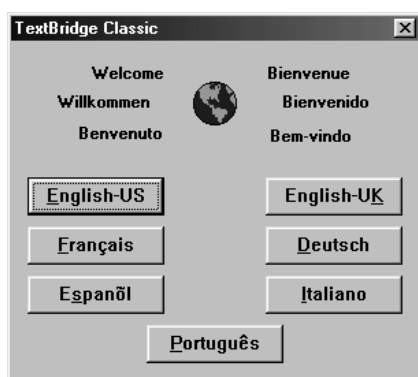 TextBridge Classic
Welcome Bienvenue
Willkommen Bienvenido
Benvenuto Bem-vindo
English-US English-UK
Français Deutsch
Espanõl Italiano
Português